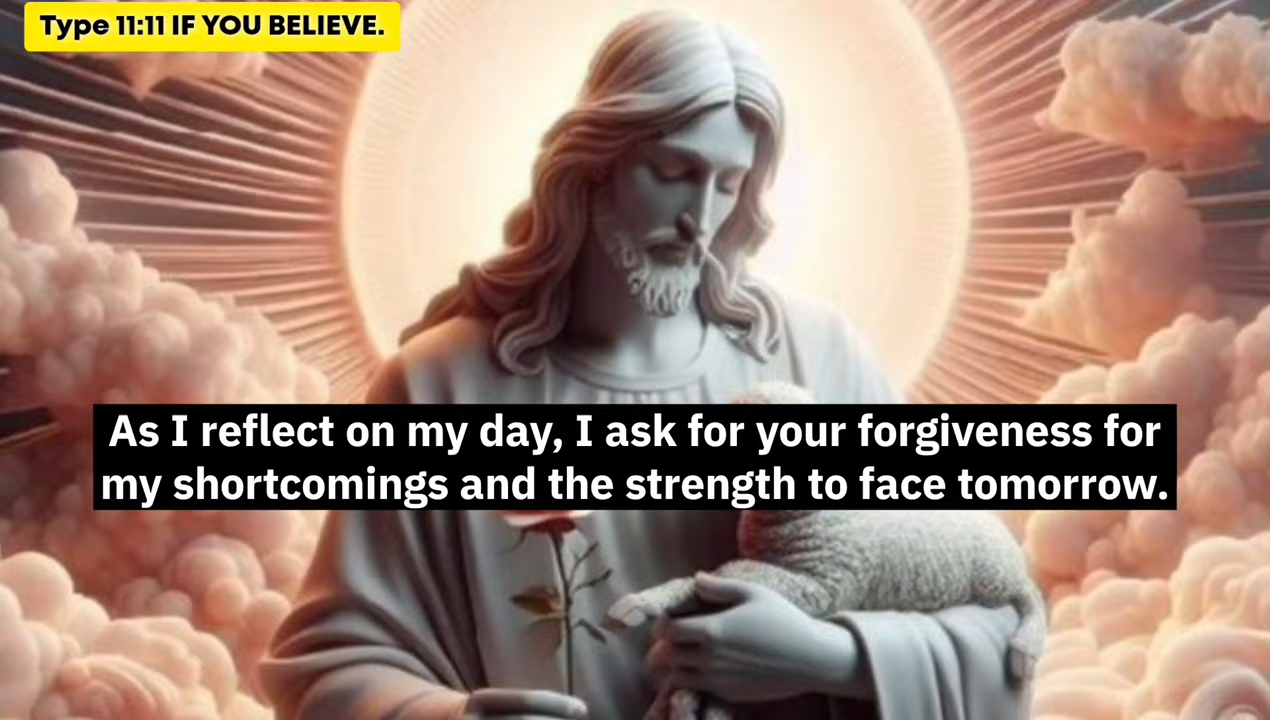 Type 11:11 IF YOU BELIEVE.
As I reflect on my day, I ask for your forgiveness for
my shortcomings and the strength to face tomorrow.